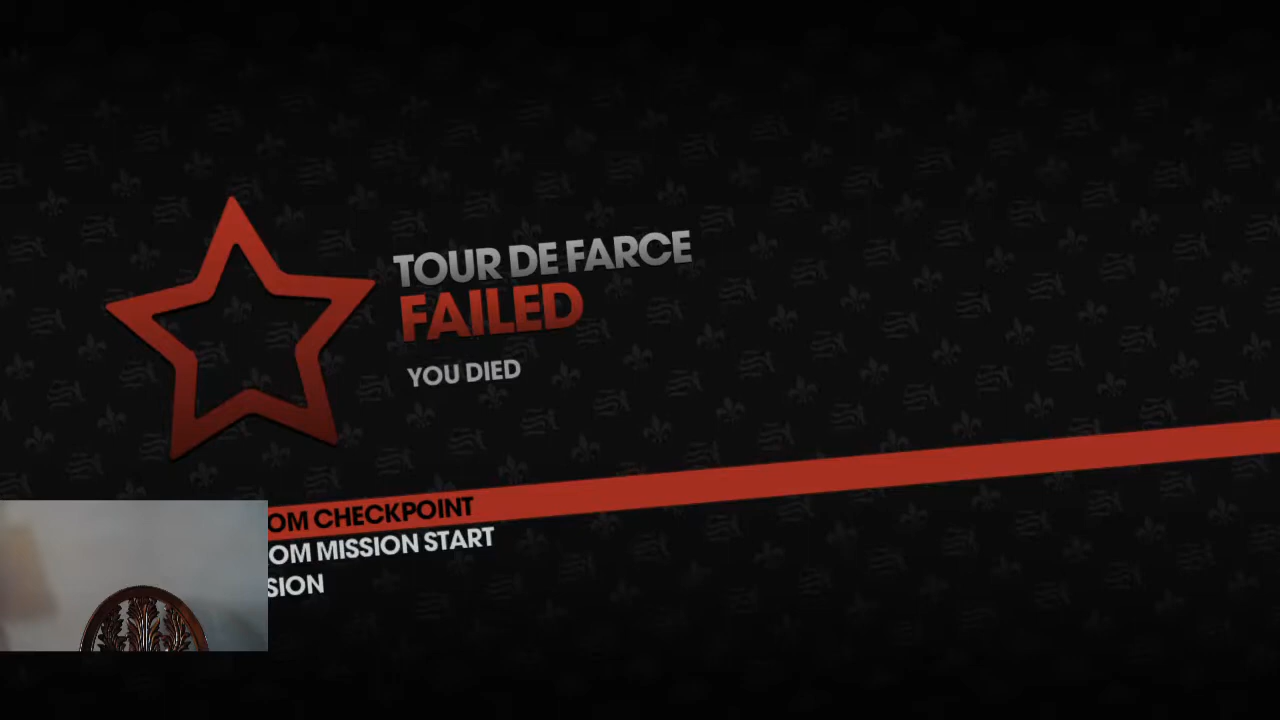 TOUR DE FARCE
FAILED
YOU DIED
OM CHECKPOINT
OM MISSION START
SION